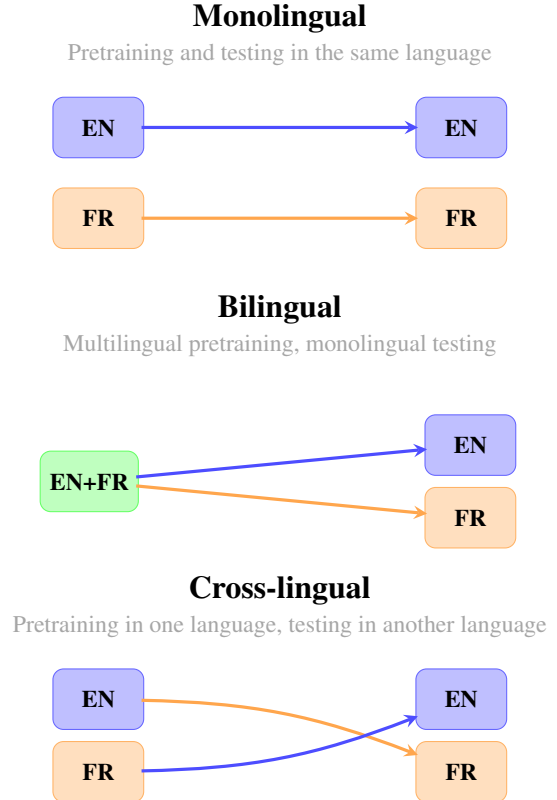 Monolingual
Pretraining and testing in the same language
EN EN
FR FR
Bilingual
Multilingual pretraining, monolingual testing
EN
EN+FR
FR
Cross-lingual
Pretraining in one language, testing in another language
EN EN
FR FR